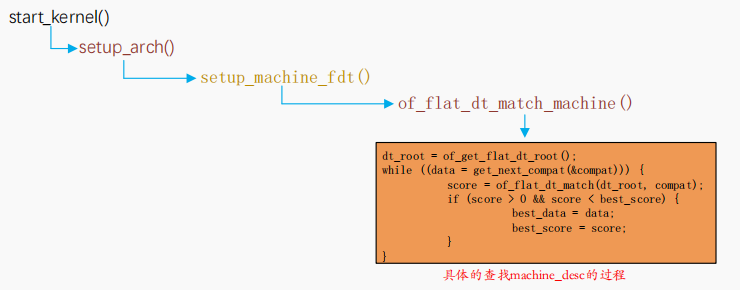 start_kernel()
setup_arch()
setup_machine_fdt()
of_flat_dt_match_machine()
dt_root = of_get_flat_dt_root();
while ((data = get_next_compat(&compat))) {
score = of_flat_dt_match(dt_root, compat);
if (score > 0 && score < best_score) {
best_data = data;
best_score = score;
}
}
具体的查找machine_desc的过程